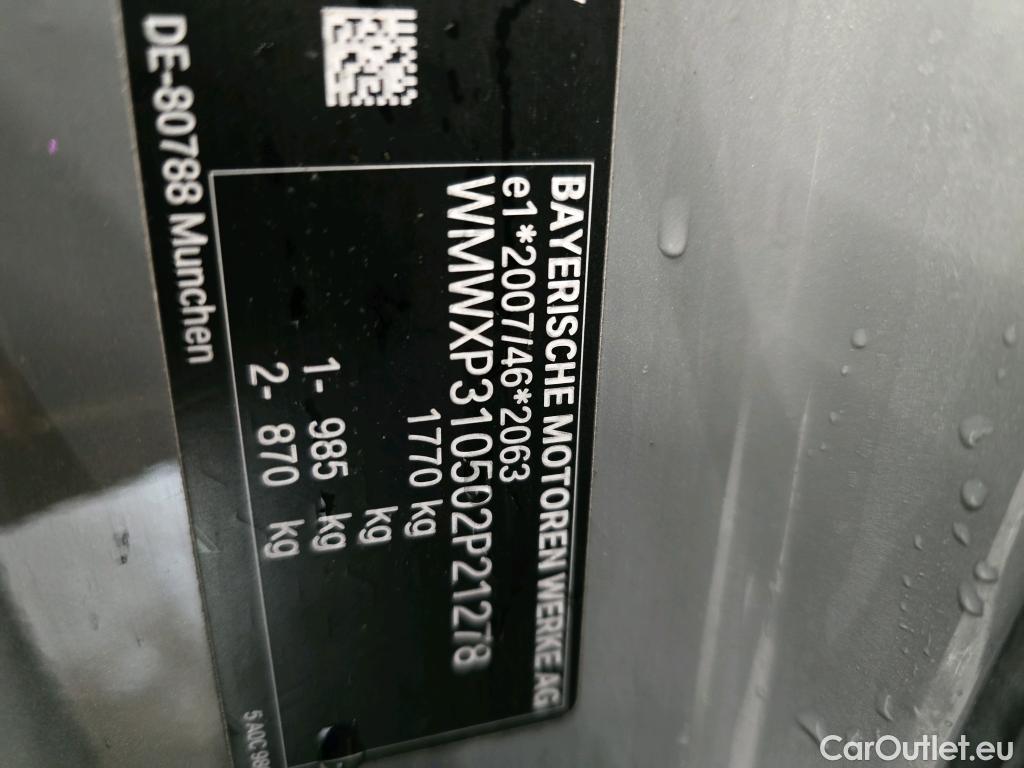 BAYERISCHE MOTOREN WERKE AG
e1*2007/46*2063
WMWXP310502P21278
1770 kg
kg
1- 985 kg
2- 870 kg
DE-80788 Munchen
CarOutlet.eu